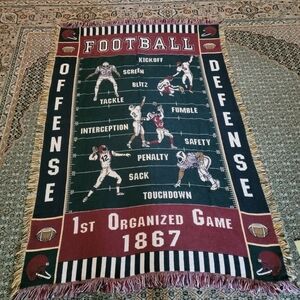 FOOTBALL
KICKOFF
SCREEN
BLITZ
TACKLE
FUMBLE
INTERCEPTION
SAFETY
PENALTY
SACK
TOUCHDOWN
OFFENSE
DEFENSE
1ST ORGANIZED GAME
1867